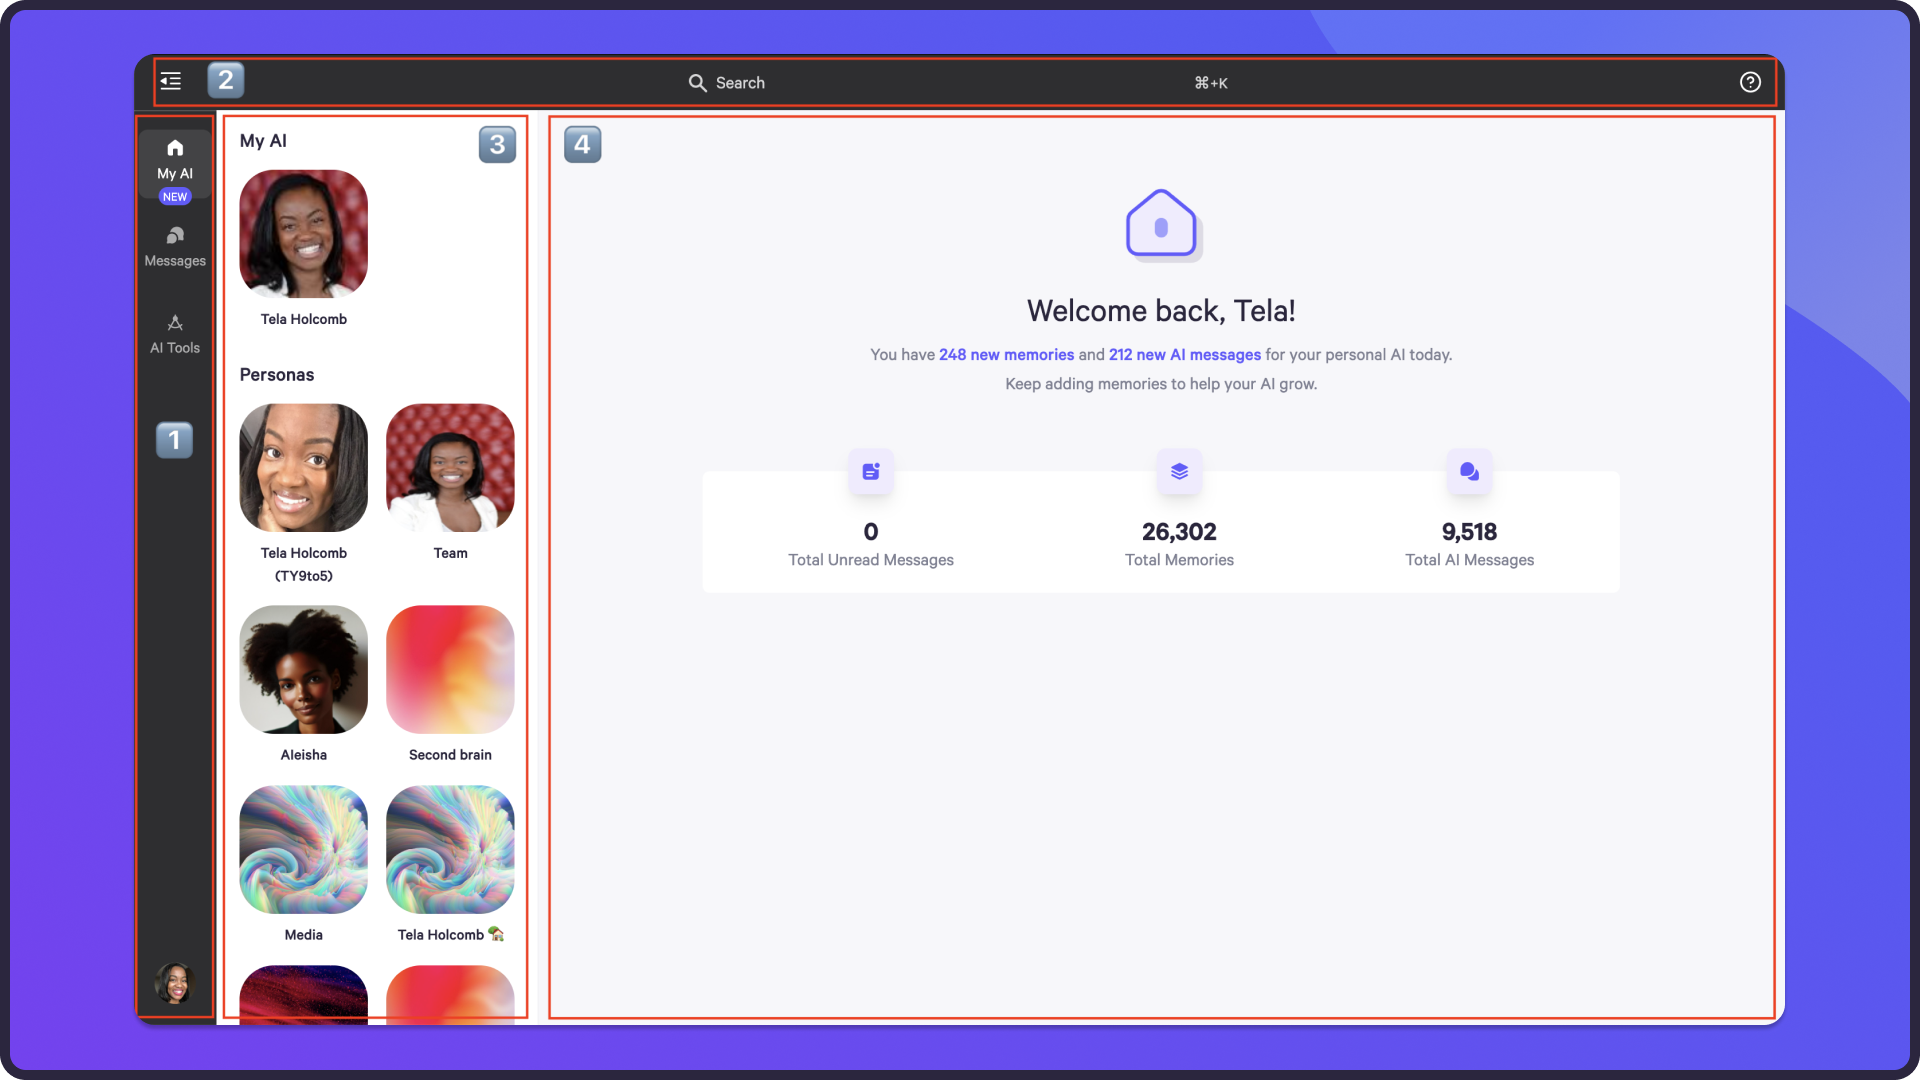 2
Search
⌘+K
My AI
NEW
Messages
AI Tools
1
My AI
3
Tela Holcomb
Personas
Tela Holcomb
(TY9to5)
Team
Aleisha
Second brain
Media
Tela Holcomb 🏡
4
Welcome back, Tela!
You have 248 new memories and 212 new AI messages for your personal AI today.
Keep adding memories to help your AI grow.
0
Total Unread Messages
26,302
Total Memories
9,518
Total AI Messages